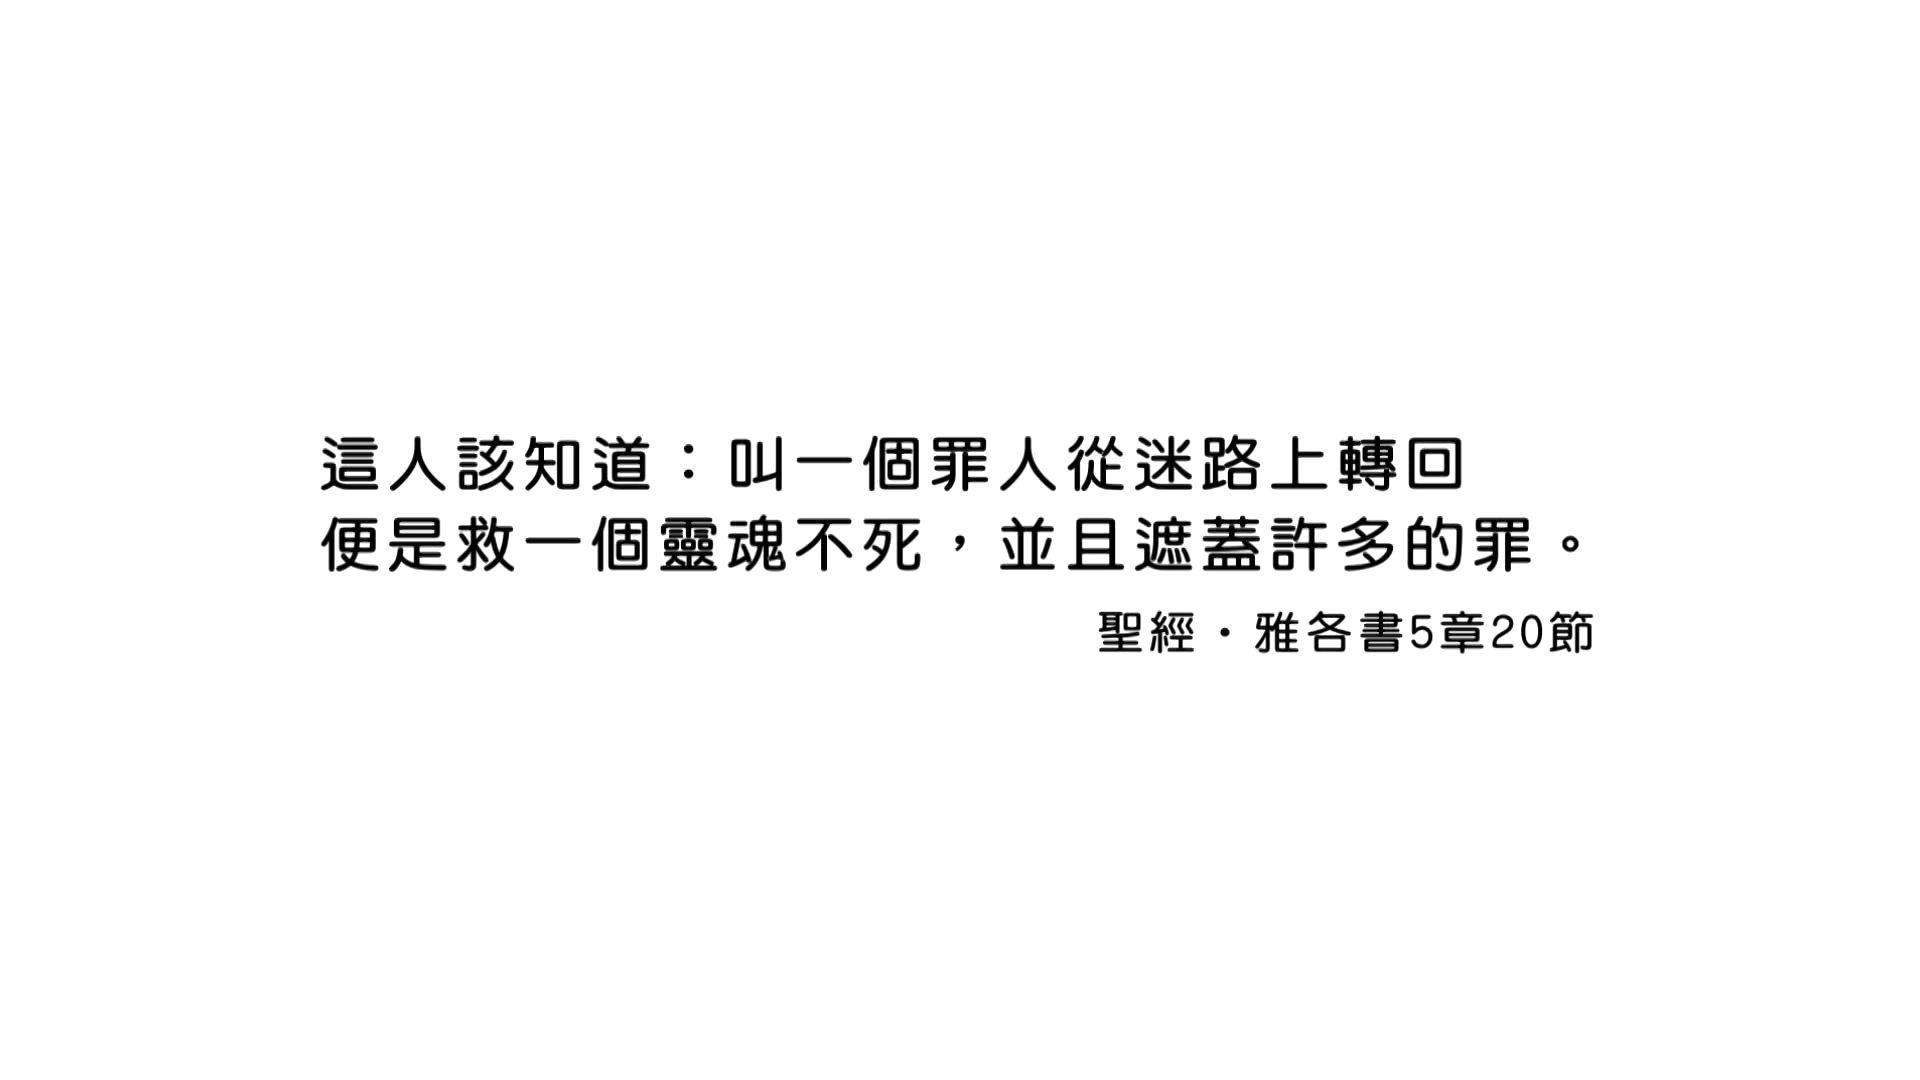 這人該知道：叫一個罪人從迷路上轉回
便是救一個靈魂不死，並且遮蓋許多的罪。
聖經・雅各書5章20節